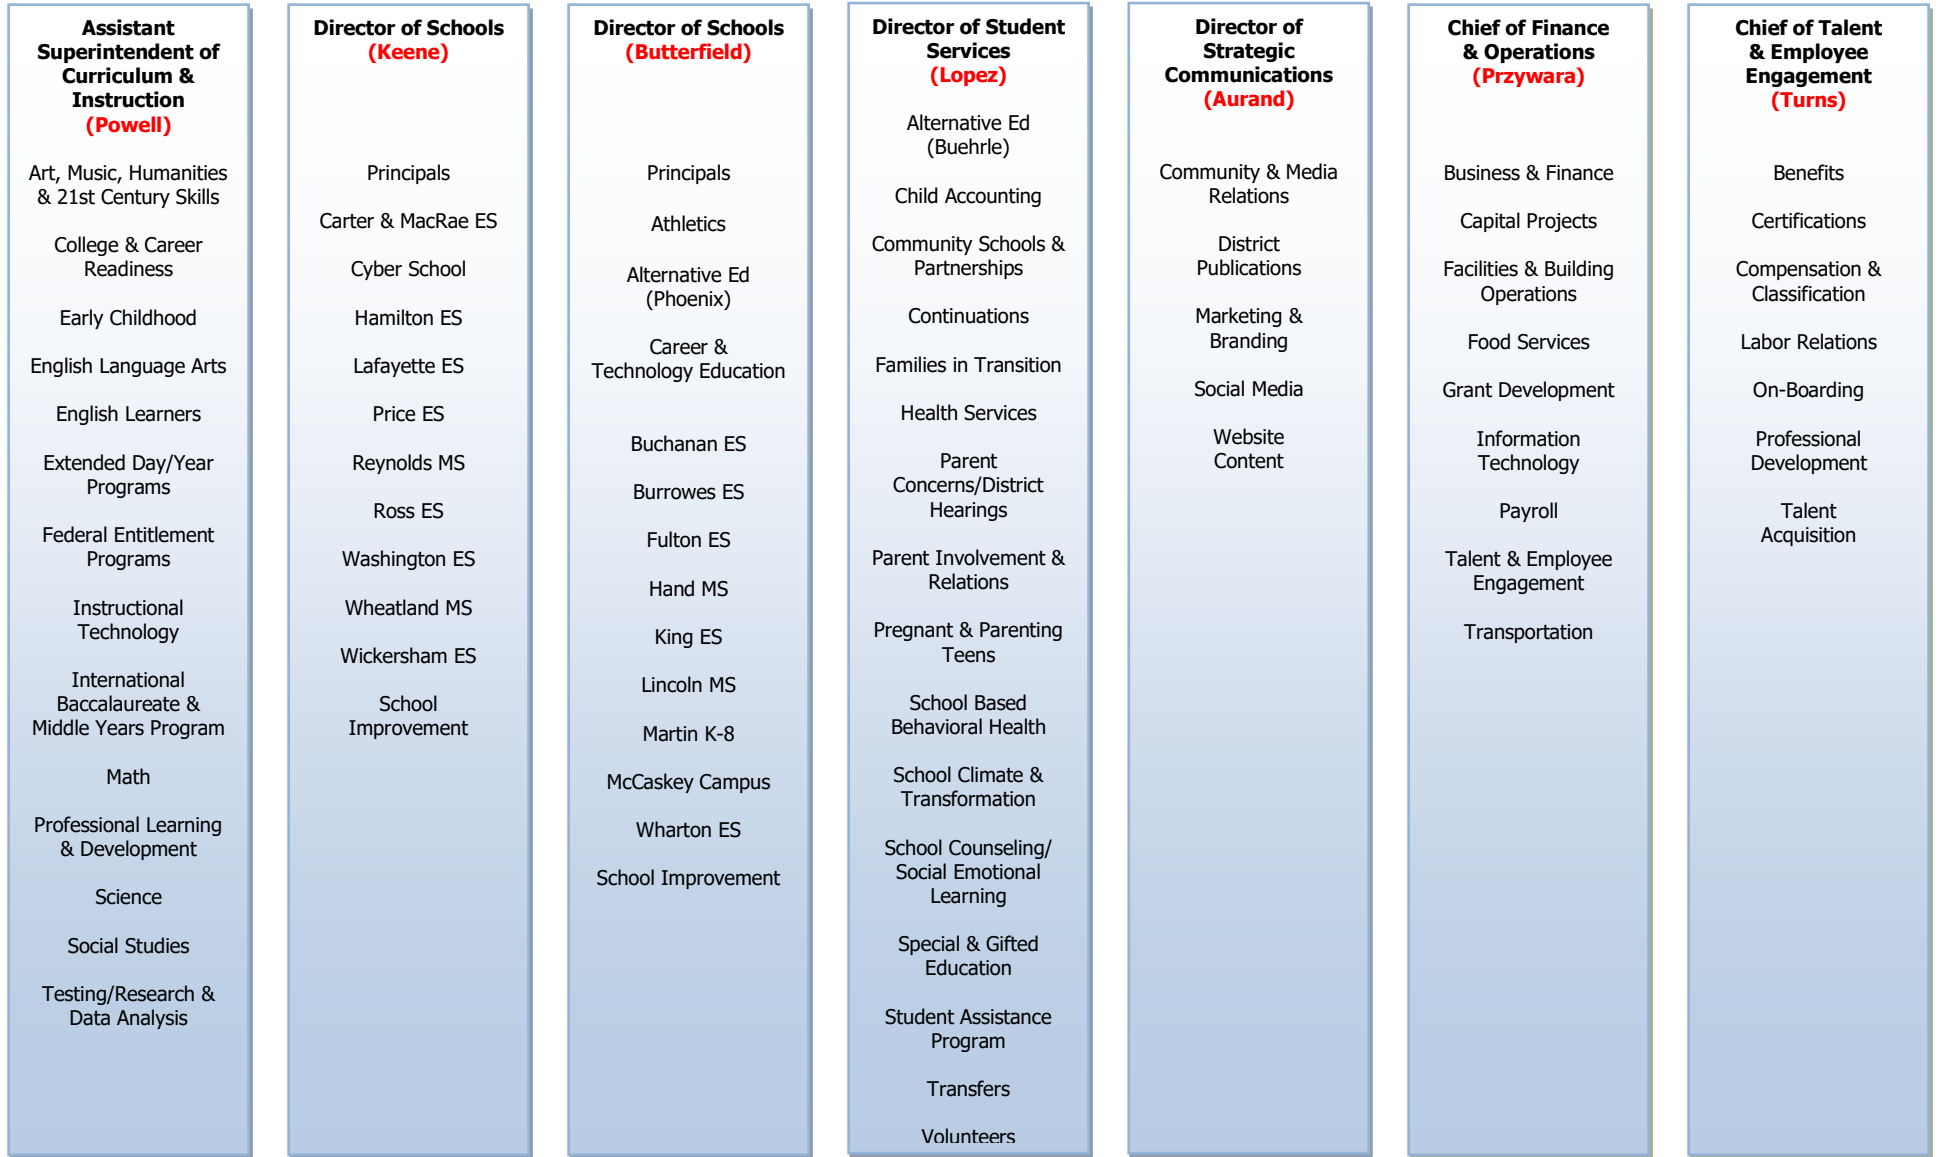 Assistant
Superintendent of
Curriculum &
Instruction
(Powell)
Art, Music, Humanities
& 21st Century Skills
College & Career
Readiness
Early Childhood
English Language Arts
English Learners
Extended Day/Year
Programs
Federal Entitlement
Programs
Instructional
Technology
International
Baccalaureate &
Middle Years Program
Math
Professional Learning
& Development
Science
Social Studies
Testing/Research &
Data Analysis
Director of Schools
(Keene)
Principals
Carter & MacRae ES
Cyber School
Hamilton ES
Lafayette ES
Price ES
Reynolds MS
Ross ES
Washington ES
Wheatland MS
Wickersham ES
School
Improvement
Director of Schools
(Butterfield)
Principals
Athletics
Alternative Ed
(Phoenix)
Career &
Technology Education
Buchanan ES
Burrowes ES
Fulton ES
Hand MS
King ES
Lincoln MS
Martin K-8
McCaskey Campus
Wharton ES
School Improvement
Director of Student
Services
(Lopez)
Alternative Ed
(Buehrle)
Child Accounting
Community Schools &
Partnerships
Continuations
Families in Transition
Health Services
Parent
Concerns/District
Hearings
Parent Involvement &
Relations
Pregnant & Parenting
Teens
School Based
Behavioral Health
School Climate &
Transformation
School Counseling/
Social Emotional
Learning
Special & Gifted
Education
Student Assistance
Program
Transfers
Volunteers
Director of
Strategic
Communications
(Aurand)
Community & Media
Relations
District
Publications
Marketing &
Branding
Social Media
Website
Content
Chief of Finance
& Operations
(Przywara)
Business & Finance
Capital Projects
Facilities & Building
Operations
Food Services
Grant Development
Information
Technology
Payroll
Talent & Employee
Engagement
Transportation
Chief of Talent
& Employee
Engagement
(Turns)
Benefits
Certifications
Compensation &
Classification
Labor Relations
On-Boarding
Professional
Development
Talent
Acquisition